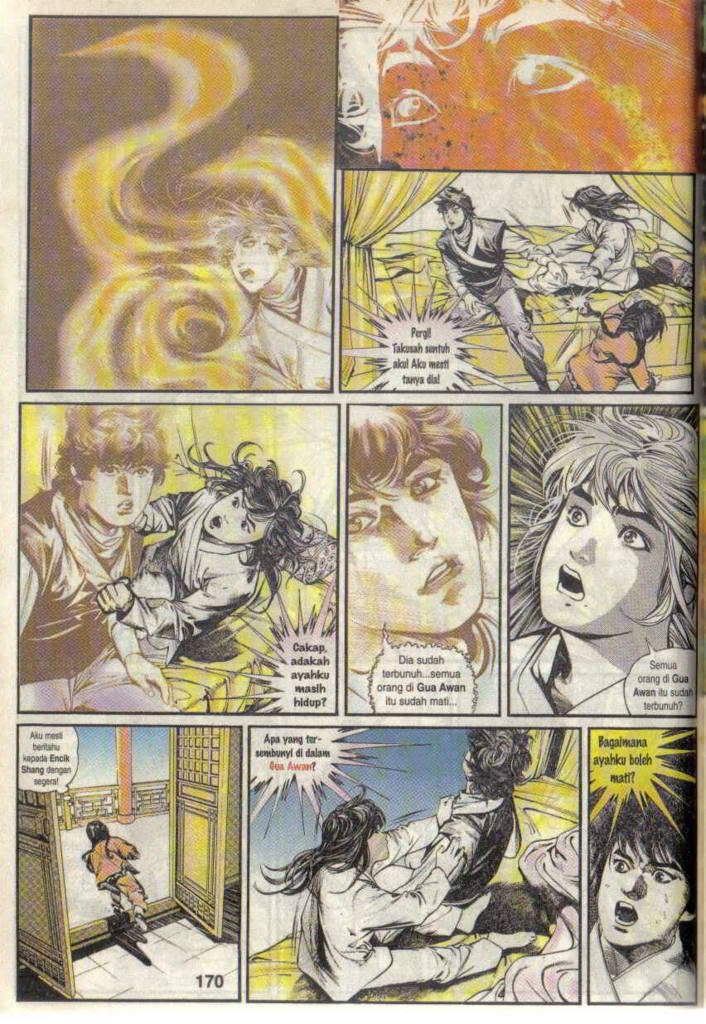 Pergi!
Takusah sentuh
aku! Aku mesti
tanya dia!
Cakap,
adakah
ayahku
masih
hidup?
Dia sudah
terbunuh...semua
orang di Gua Awan
itu sudah mati...
Semua
orang di Gua
Awan itu sudah
terbunuh?
Aku mesti
beritahu
kepada Encik
Shang dengan
segera!
Apa yang ter-
sembunyi di dalam
Gua Awan?
Bagaimana
ayahku boleh
mati?
170